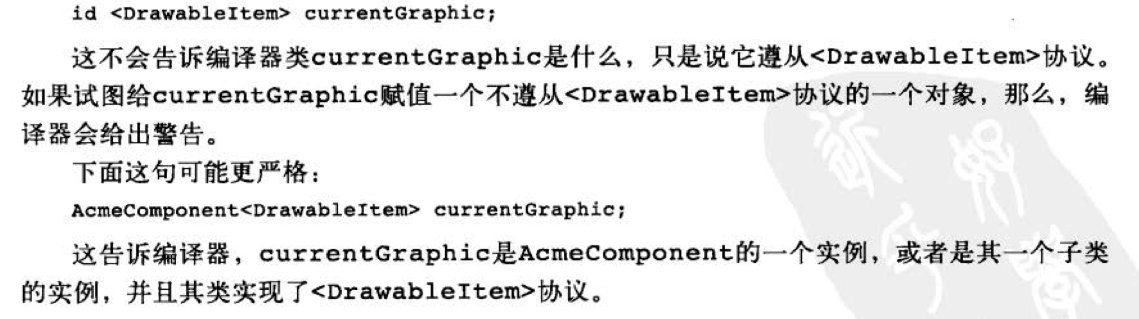 id <DrawableItem> currentGraphic;
这不会告诉编译器类currentGraphic是什么，只是说它遵从<DrawableItem>协议。
如果试图给currentGraphic赋值一个不遵从<DrawableItem>协议的一个对象，那么，编
译器会给出警告。
下面这句可能更严格：
AcmeComponent<DrawableItem> currentGraphic;
这告诉编译器，currentGraphic是AcmeComponent的一个实例，或者是其一个子类
的实例，并且其类实现了<DrawableItem>协议。